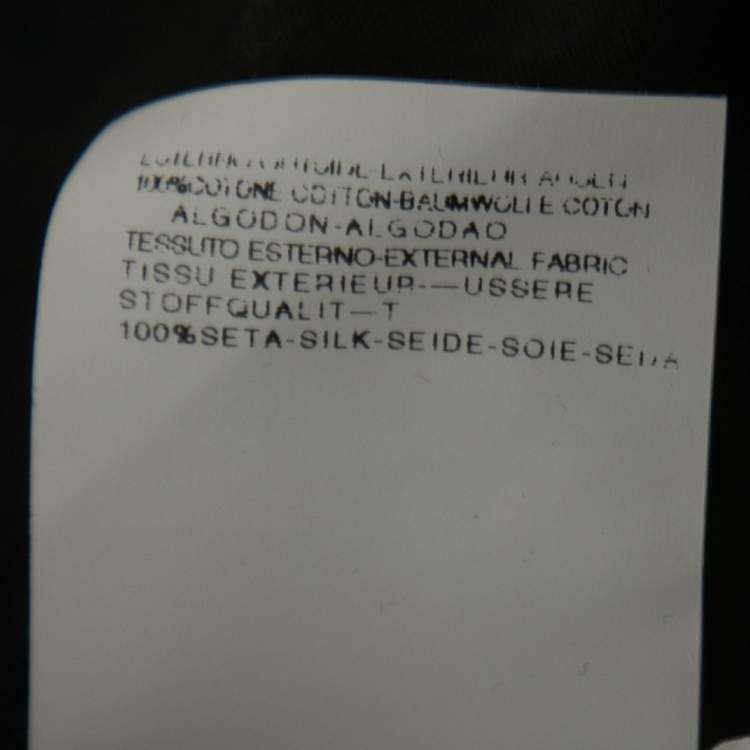 100%COTONE COTTON-BAUMWOLLE COTON
ALGODON-ALGODAO
TESSUTO ESTERNO-EXTERNAL FABRIC
TISSU EXTERIEUR-—USSERE
STOFFQUALIT—T
100%SETA-SILK-SEIDE-SOIE-SEDA